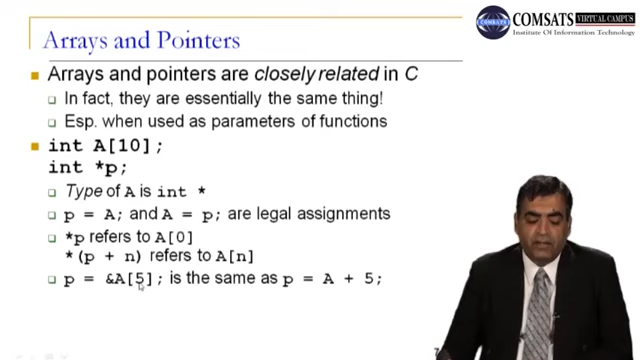 COMSATS
VIRTUAL CAMPUS
Institute Of Information Technology
Arrays and Pointers
Arrays and pointers are closely related in C
In fact, they are essentially the same thing!
Esp. when used as parameters of functions
int A[10];
int *p;
Type of A is int *
p = A; and A = p; are legal assignments
*p refers to A[0]
*(p + n) refers to A[n]
p = &A[5]; is the same as p = A + 5;
7